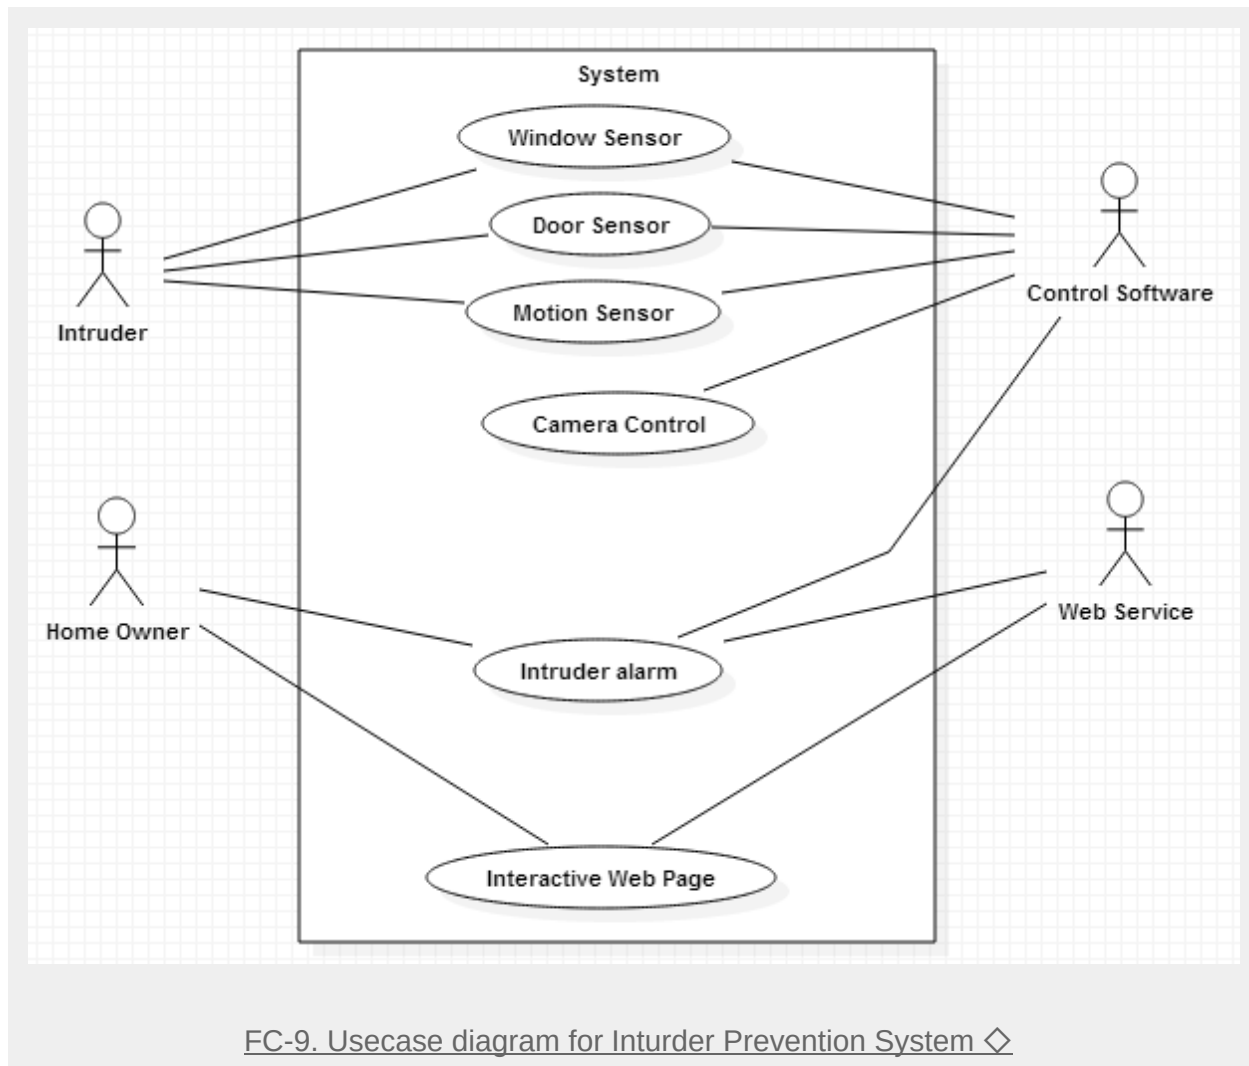 System
Window Sensor
Door Sensor
Motion Sensor
Control Software
Intruder
Camera Control
Web Service
Home Owner
Intruder alarm
Interactive Web Page
FC-9. Usecase diagram for Inturder Prevention System ◇